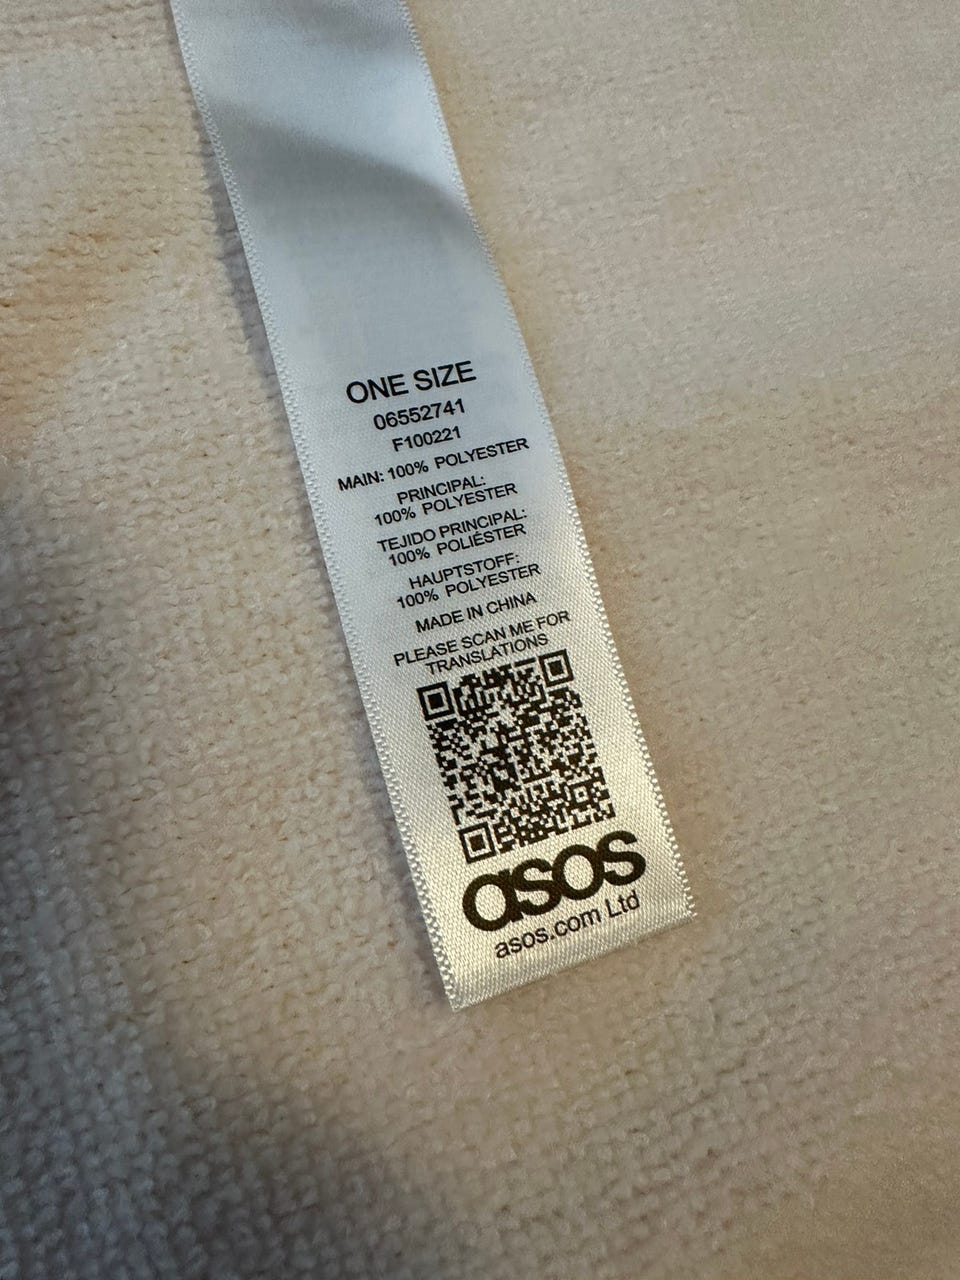 ONE SIZE
06552741
F100221
MAIN: 100% POLYESTER
PRINCIPAL:
100% POLYESTER
TEJIDO PRINCIPAL:
100% POLIÉSTER
HAUPTSTOFF:
100% POLYESTER
MADE IN CHINA
PLEASE SCAN ME FOR
TRANSLATIONS
asos
asos.com Ltd